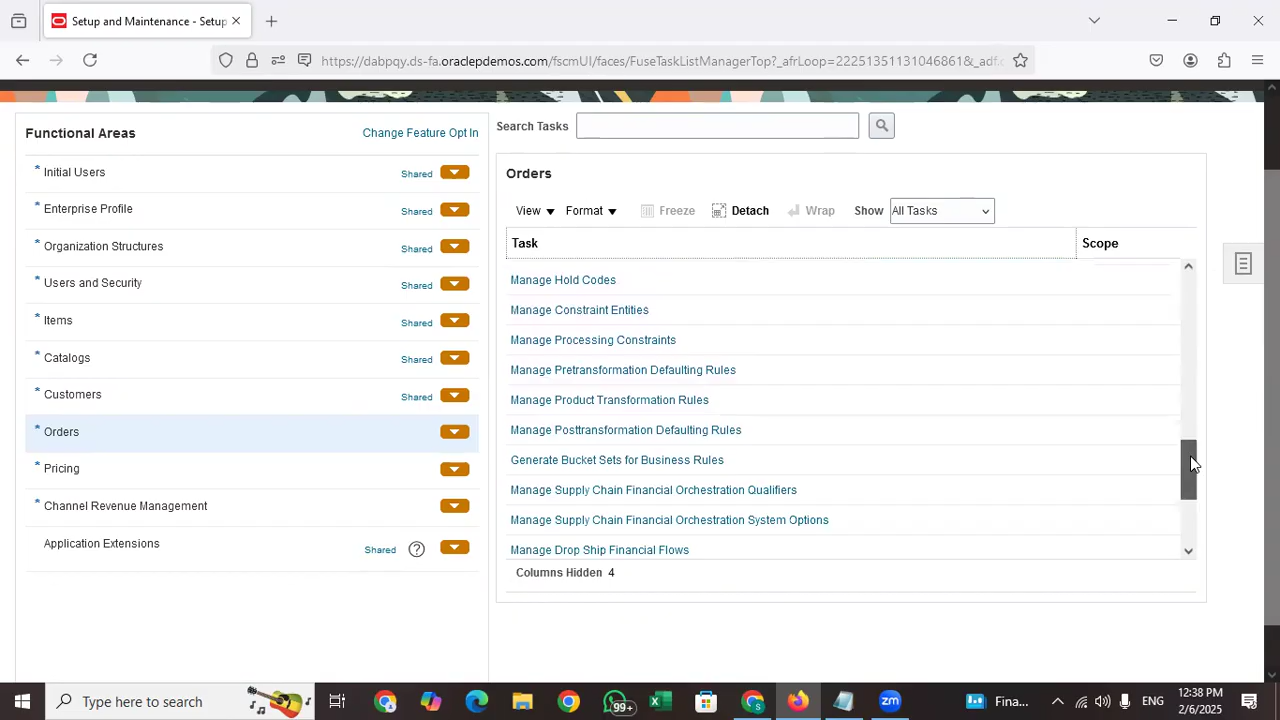 Setup and Maintenance - Setup
https://dabpqy.ds-fa.oraclepdemos.com/fscmUI/faces/FuseTaskListManagerTop?_afrLoop=22251351131046861&_adf.c
Functional Areas
Change Feature Opt In
* Initial Users
Shared
* Enterprise Profile
Shared
* Organization Structures
Shared
* Users and Security
Shared
* Items
Shared
* Catalogs
Shared
* Customers
Shared
* Orders
* Pricing
* Channel Revenue Management
Application Extensions
Shared
Search Tasks
Orders
View
Format
Freeze
Detach
Wrap
Show
All Tasks
Task
Scope
Manage Hold Codes
Manage Constraint Entities
Manage Processing Constraints
Manage Pretransformation Defaulting Rules
Manage Product Transformation Rules
Manage Posttransformation Defaulting Rules
Generate Bucket Sets for Business Rules
Manage Supply Chain Financial Orchestration Qualifiers
Manage Supply Chain Financial Orchestration System Options
Manage Drop Ship Financial Flows
Columns Hidden 4
Type here to search
99+
zm
Fina...
ENG
12:38 PM
2/6/2025